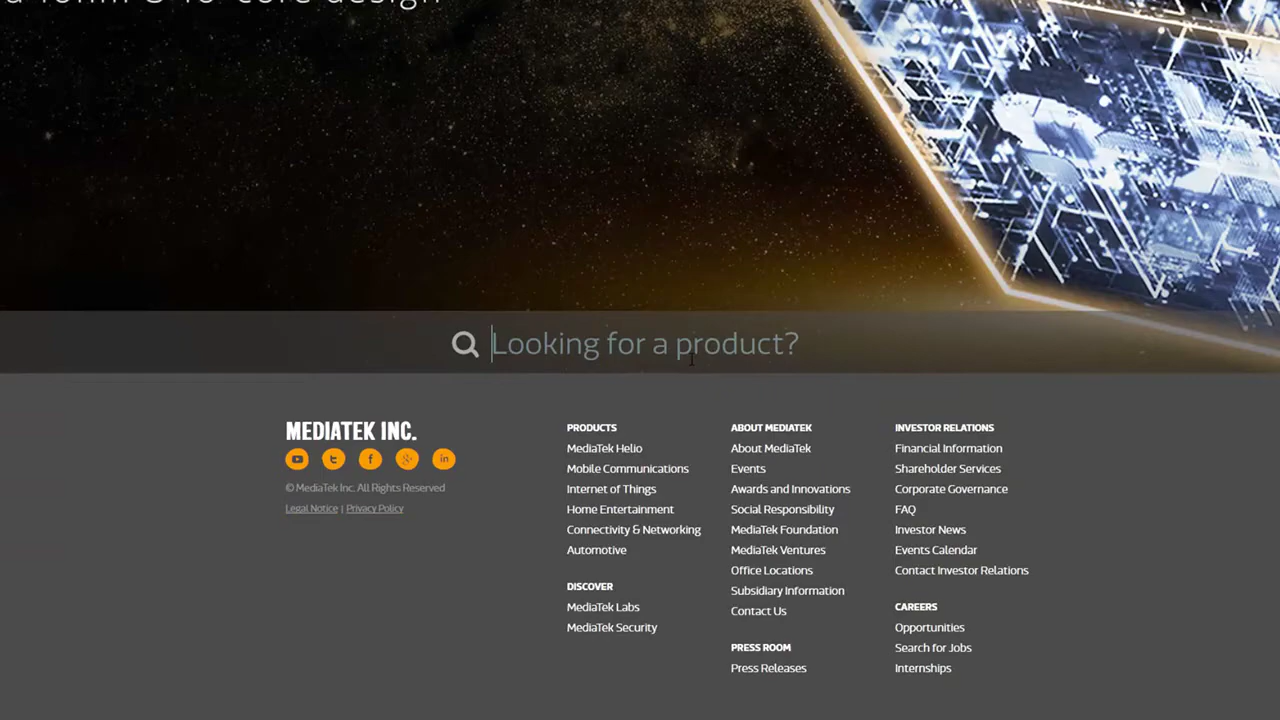 a 10nm & 10-core design
Looking for a product?
MEDIATEK INC.
© MediaTek Inc. All Rights Reserved
Legal Notice | Privacy Policy
PRODUCTS
MediaTek Helio
Mobile Communications
Internet of Things
Home Entertainment
Connectivity & Networking
Automotive
DISCOVER
MediaTek Labs
MediaTek Security
ABOUT MEDIATEK
About MediaTek
Events
Awards and Innovations
Social Responsibility
MediaTek Foundation
MediaTek Ventures
Office Locations
Subsidiary Information
Contact Us
PRESS ROOM
Press Releases
INVESTOR RELATIONS
Financial Information
Shareholder Services
Corporate Governance
FAQ
Investor News
Events Calendar
Contact Investor Relations
CAREERS
Opportunities
Search for Jobs
Internships